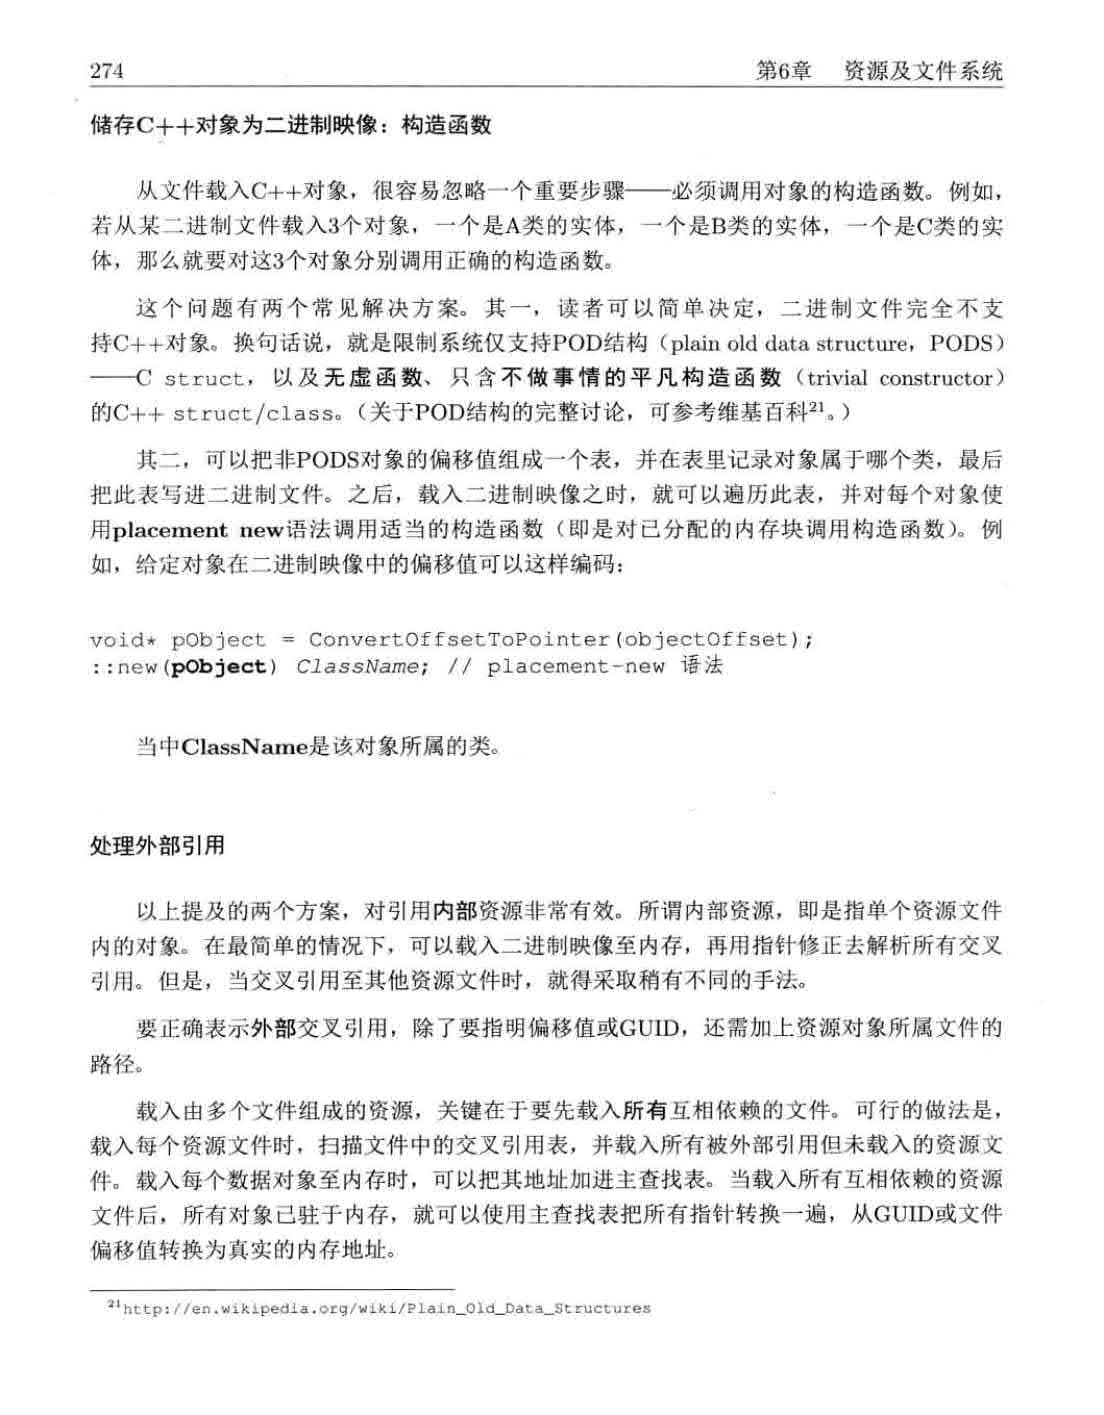 274 第6章 资源及文件系统
储存C++对象为二进制映像：构造函数
从文件载入C++对象，很容易忽略一个重要步骤——必须调用对象的构造函数。例如，
若从某二进制文件载入3个对象，一个是A类的实体，一个是B类的实体，一个是C类的实
体，那么就要对这3个对象分别调用正确的构造函数。
这个问题有两个常见解决方案。其一，读者可以简单决定，二进制文件完全不支
持C++对象。换句话说，就是限制系统仅支持POD结构（plain old data structure，PODS）
——C struct，以及无虚函数、只含不做事情的平凡构造函数（trivial constructor）
的C++ struct/class。（关于POD结构的完整讨论，可参考维基百科21。）
其二，可以把非PODS对象的偏移值组成一个表，并在表里记录对象属于哪个类，最后
把此表写进二进制文件。之后，载入二进制映像之时，就可以遍历此表，并对每个对象使
用placement new语法调用适当的构造函数（即是对已分配的内存块调用构造函数）。例
如，给定对象在二进制映像中的偏移值可以这样编码：
void* pObject = ConvertOffsetToPointer(objectOffset);
::new(pObject) ClassName; // placement-new 语法
当中ClassName是该对象所属的类。
处理外部引用
以上提及的两个方案，对引用内部资源非常有效。所谓内部资源，即是指单个资源文件
内的对象。在最简单的情况下，可以载入二进制映像至内存，再用指针修正去解析所有交叉
引用。但是，当交叉引用至其他资源文件时，就得采取稍有不同的手法。
要正确表示外部交叉引用，除了要指明偏移值或GUID，还需加上资源对象所属文件的
路径。
载入由多个文件组成的资源，关键在于要先载入所有互相依赖的文件。可行的做法是，
载入每个资源文件时，扫描文件中的交叉引用表，并载入所有被外部引用但未载入的资源文
件。载入每个数据对象至内存时，可以把其地址加进主查找表。当载入所有互相依赖的资源
文件后，所有对象已驻于内存，就可以使用主查找表把所有指针转换一遍，从GUID或文件
偏移值转换为真实的内存地址。
21http://en.wikipedia.org/wiki/Plain_Old_Data_Structures